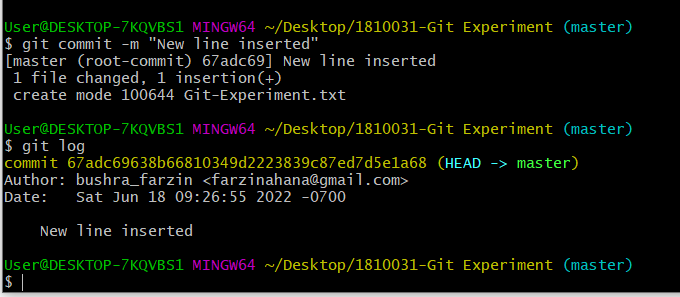 User@DESKTOP-7KQVBS1 MINGW64 ~/Desktop/1810031-Git Experiment (master)
$ git commit -m "New line inserted"
[master (root-commit) 67adc69] New line inserted
 1 file changed, 1 insertion(+)
 create mode 100644 Git-Experiment.txt

User@DESKTOP-7KQVBS1 MINGW64 ~/Desktop/1810031-Git Experiment (master)
$ git log
commit 67adc69638b66810349d2223839c87ed7d5e1a68 (HEAD -> master)
Author: bushra_farzin <farzinahana@gmail.com>
Date:   Sat Jun 18 09:26:55 2022 -0700

    New line inserted

User@DESKTOP-7KQVBS1 MINGW64 ~/Desktop/1810031-Git Experiment (master)
$